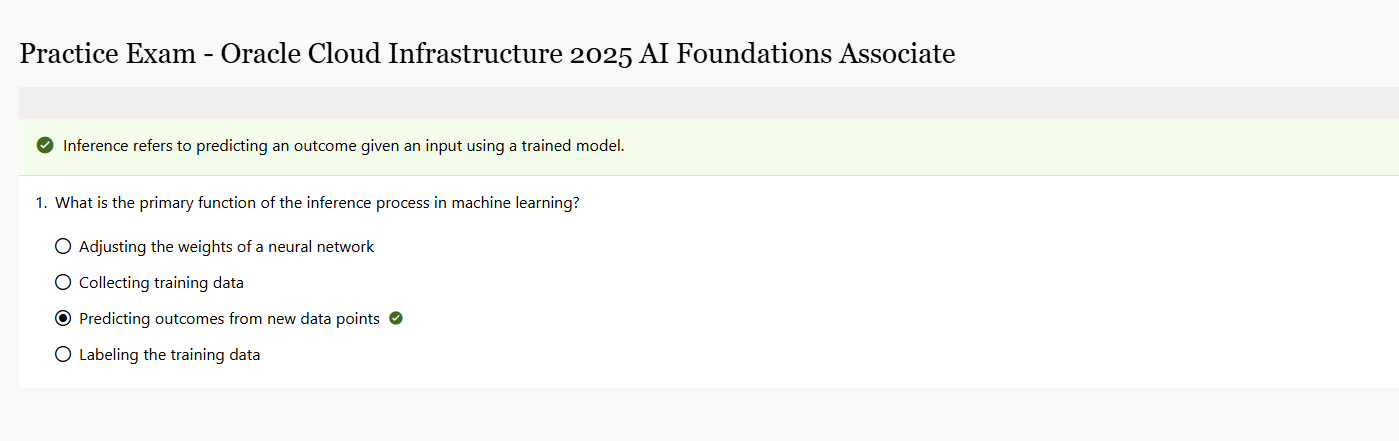 Practice Exam - Oracle Cloud Infrastructure 2025 AI Foundations Associate
Inference refers to predicting an outcome given an input using a trained model.
1. What is the primary function of the inference process in machine learning?
Adjusting the weights of a neural network
Collecting training data
Predicting outcomes from new data points
Labeling the training data